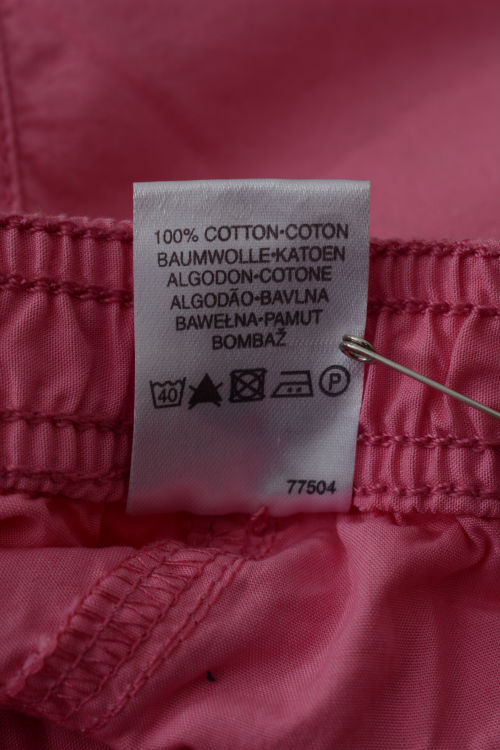 100% COTTON•COTON
BAUMWOLLE•KATOEN
ALGODON•COTONE
ALGODÃO•BAVLNA
BAWEŁNA•PAMUT
BOMBAŽ
40 P
77504